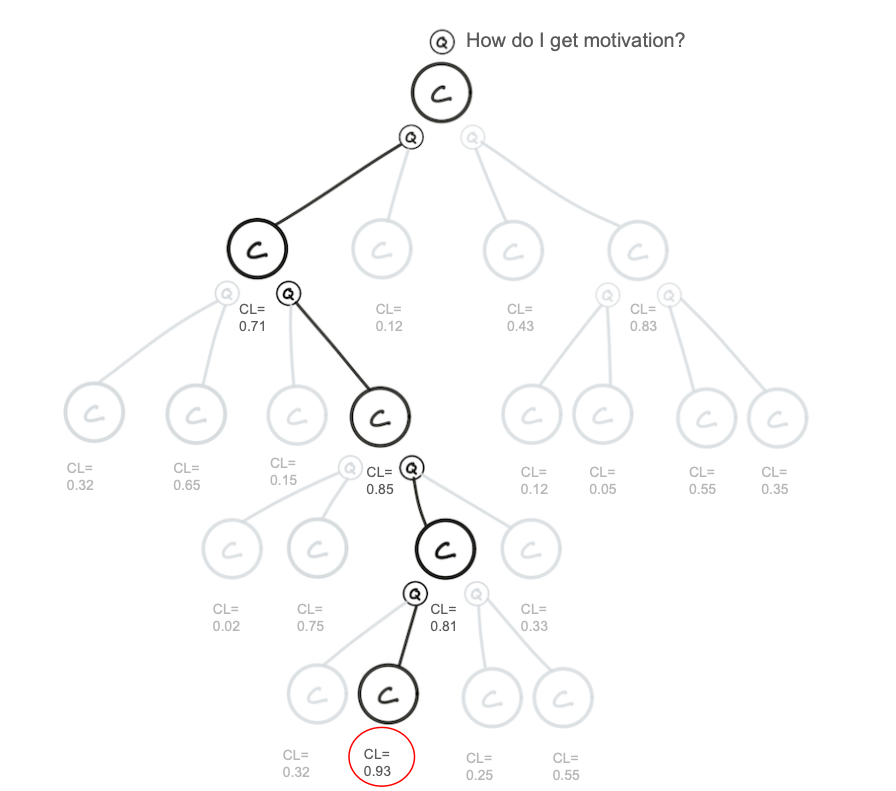 Q How do I get motivation?
C
Q Q
C C C C
Q Q Q Q
CL= CL= CL= CL=
0.71 0.12 0.43 0.83
C C C C C C C C
CL= CL= CL= CL= CL= CL= CL= CL=
0.32 0.65 0.15 0.85 0.12 0.05 0.55 0.35
Q Q
C C C C
CL= CL= CL= CL=
0.02 0.75 0.81 0.33
Q Q
C C C C
CL= CL= CL= CL=
0.32 0.93 0.25 0.55